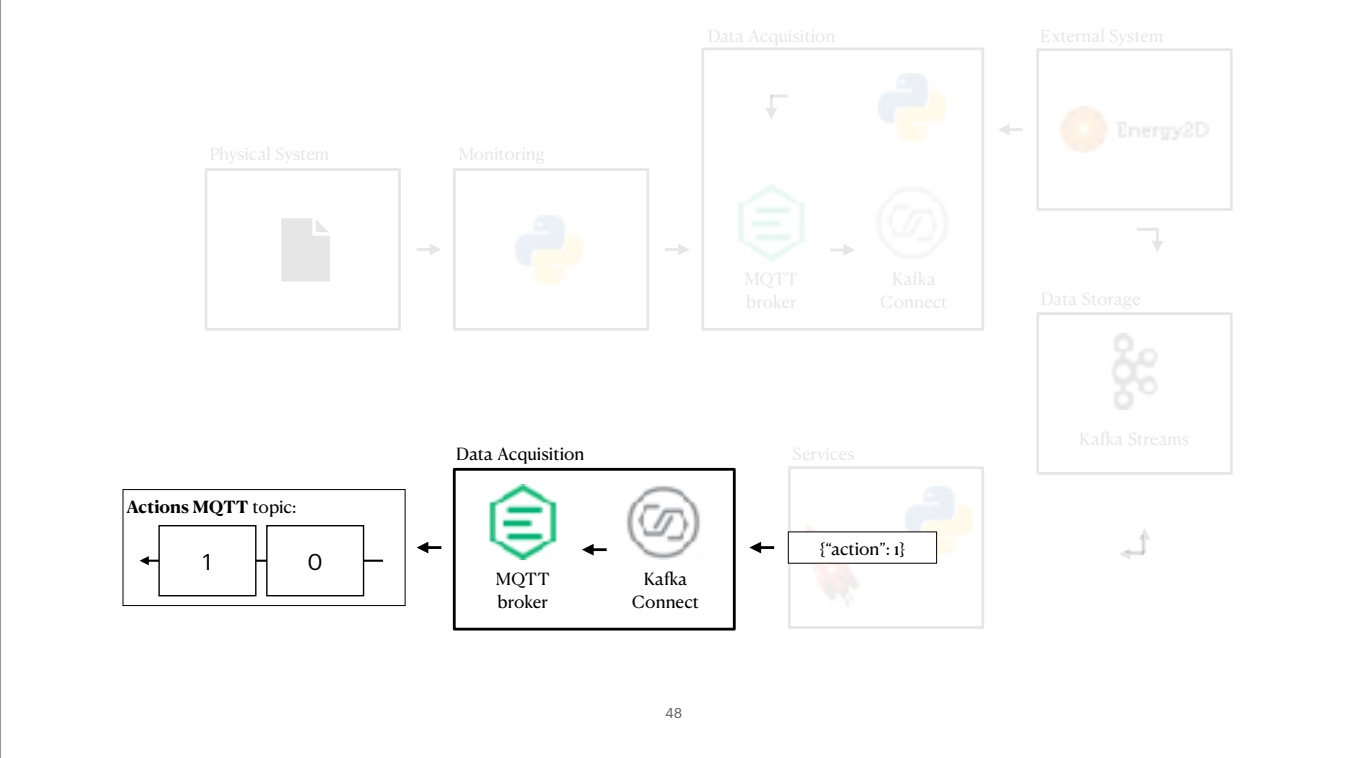 Data Acquisition
External System
Energy2D
Physical System
Monitoring
MQTT
broker
Kafka
Connect
Data Storage
Kafka Streams
Data Acquisition
Services
Actions MQTT topic:
1
0
MQTT
broker
Kafka
Connect
{“action”: 1}
48